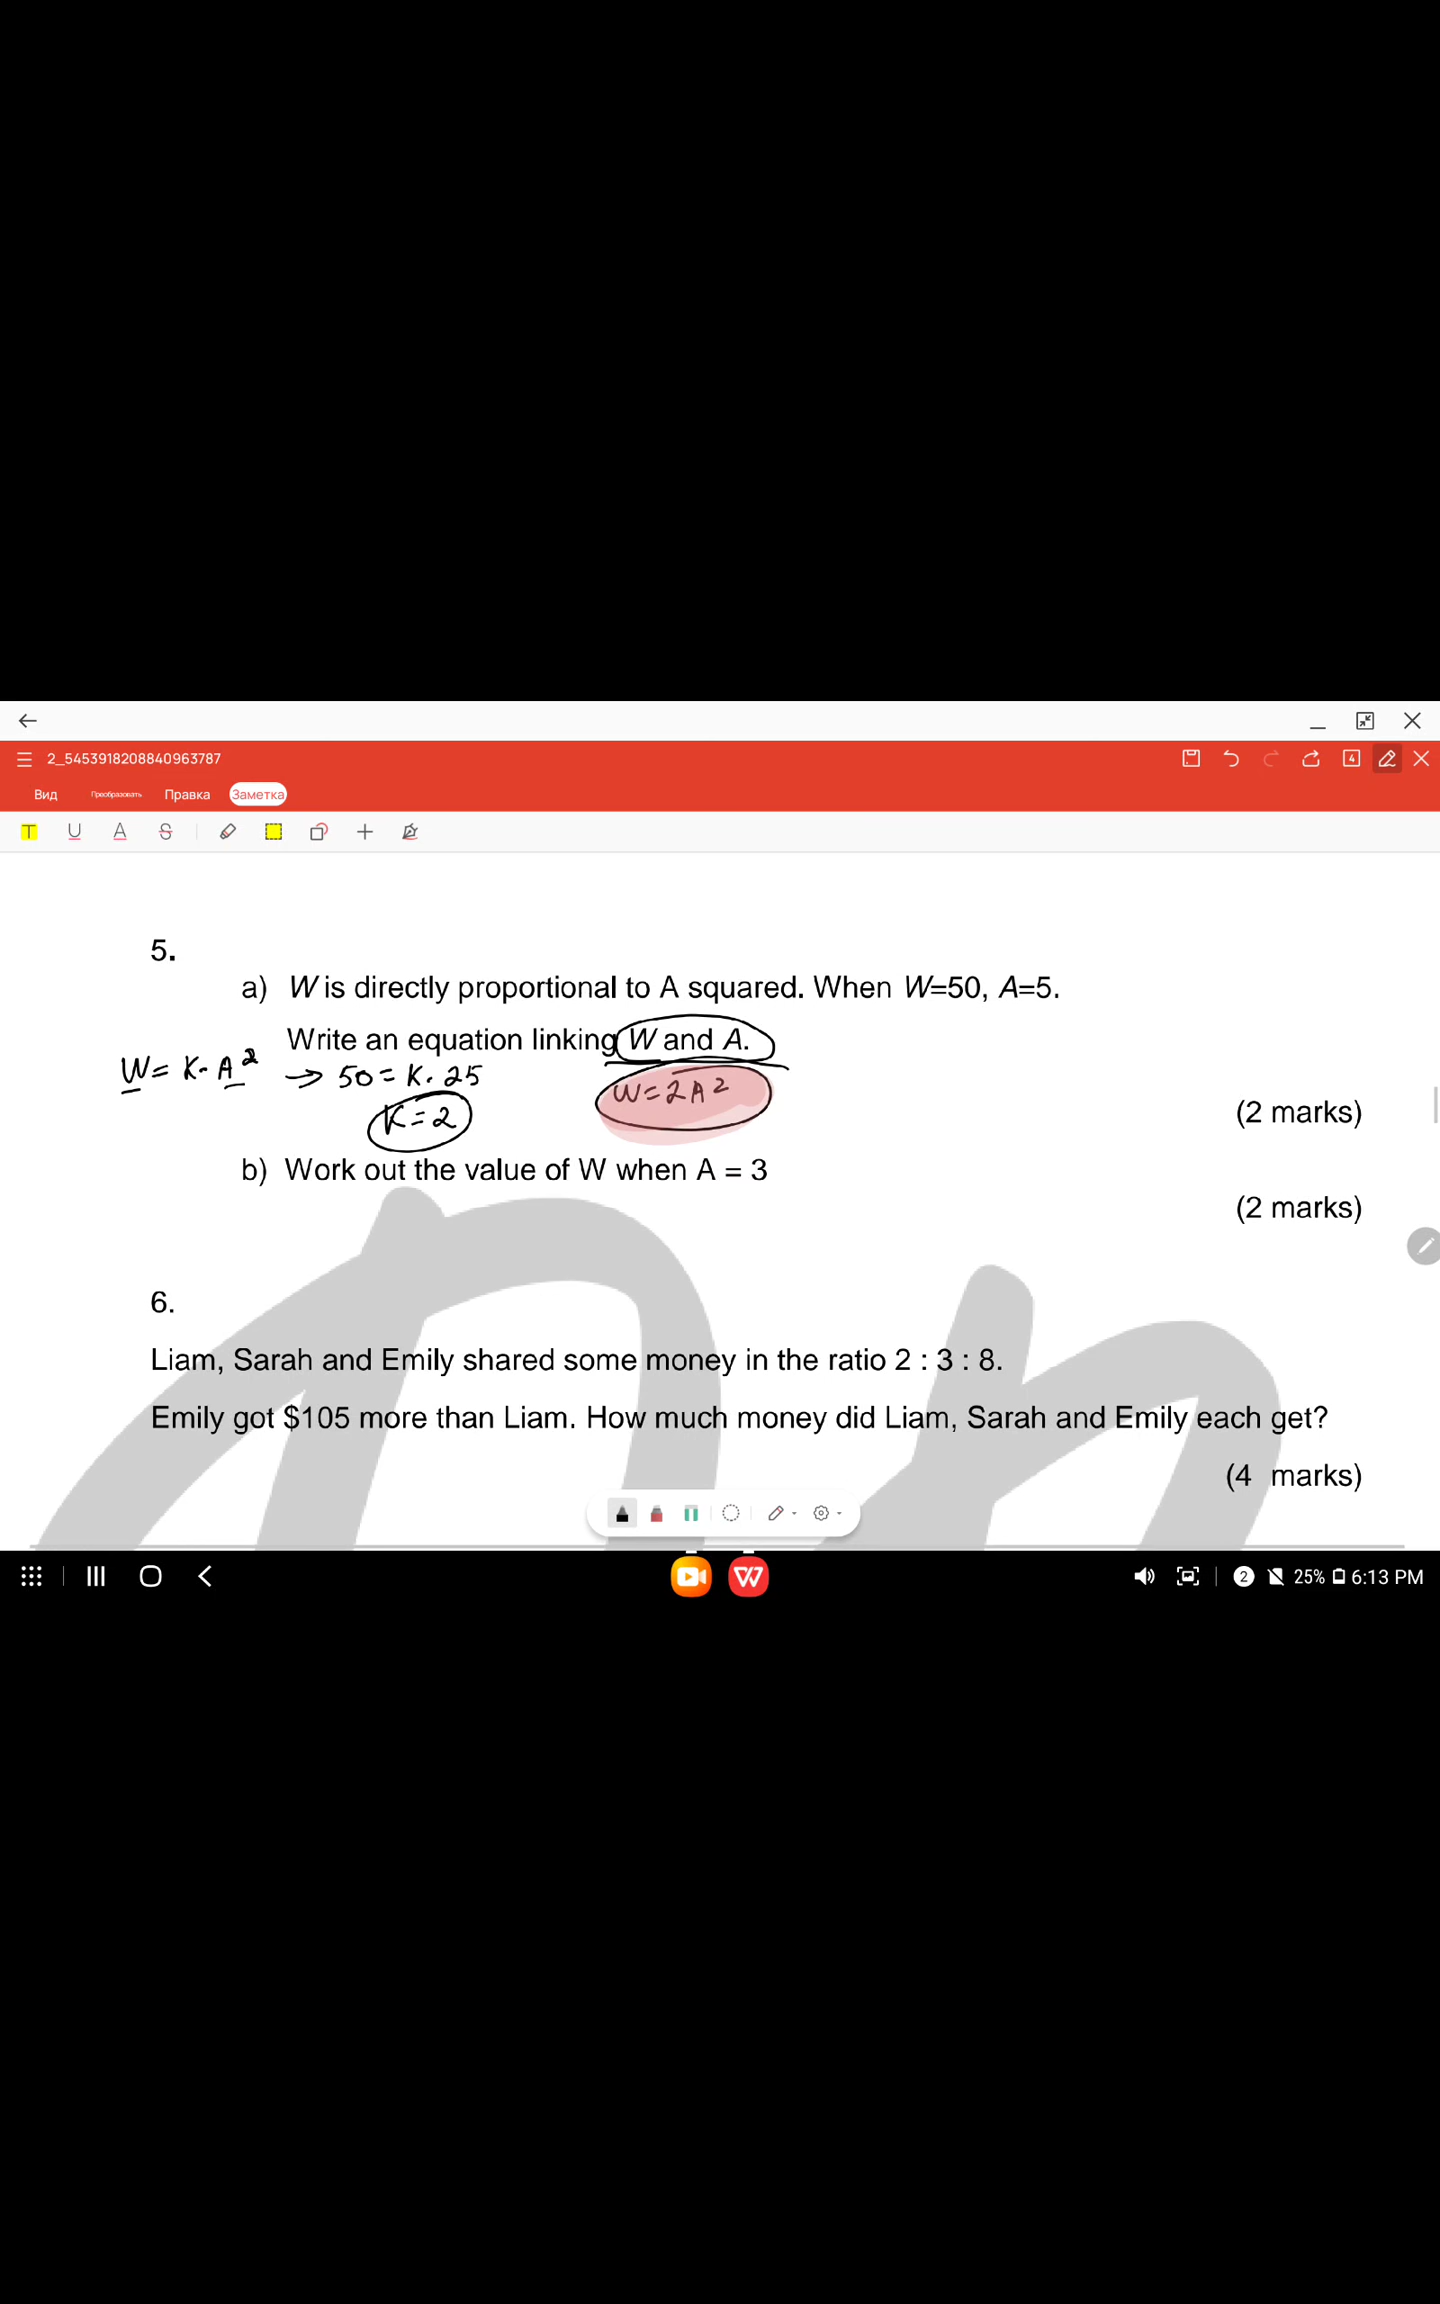 2_5453918208840963787
Вид Преобразовать Правка Заметка
T U A S
5.
a) W is directly proportional to A squared. When W=50, A=5.
Write an equation linking W and A.
W = K · A²  → 50 = K · 25
W = 2A²
K = 2
(2 marks)
b) Work out the value of W when A = 3
(2 marks)
6.
Liam, Sarah and Emily shared some money in the ratio 2 : 3 : 8.
Emily got $105 more than Liam. How much money did Liam, Sarah and Emily each get?
(4 marks)
2 25% 6:13 PM